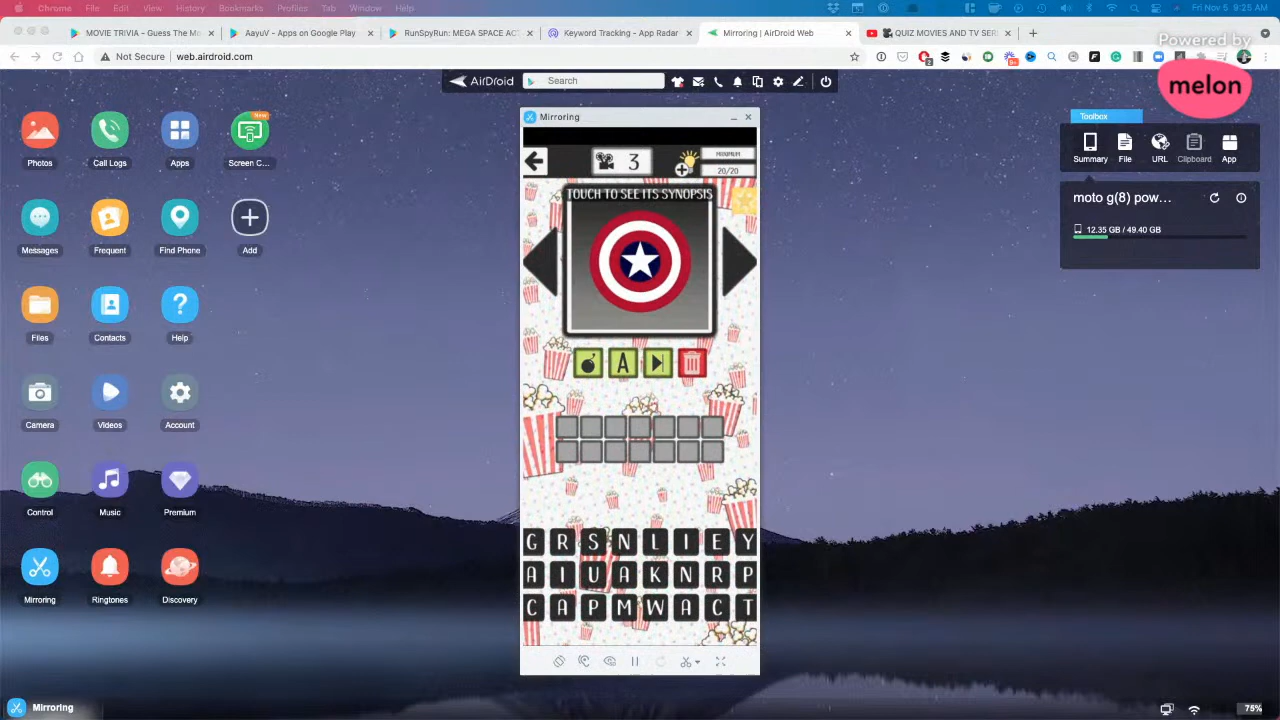 Chrome File Edit View History Bookmarks Profiles Tab Window Help Fri Nov 5 9:25 AM
MOVIE TRIVIA - Guess The M
AayuV - Apps on Google Play
RunSpyRun: MEGA SPACE AC
Keyword Tracking - App Radar
Mirroring | AirDroid Web
QUIZ MOVIES AND TV SER
Not Secure web.airdroid.com
Powered by
melon
AirDroid Search
Photos
Call Logs
Apps
New
Screen C...
Messages
Frequent
Find Phone
Add
Files
Contacts
Help
Camera
Videos
Account
Control
Music
Premium
Mirroring
Ringtones
Discovery
Mirroring
3
MAXIMUM
20/20
TOUCH TO SEE ITS SYNOPSIS
A
G R S N L I E Y
A I U A K N R P
C A P M W A C T
Toolbox
Summary File URL Clipboard App
moto g(8) pow...
12.35 GB / 49.40 GB
Mirroring
75%